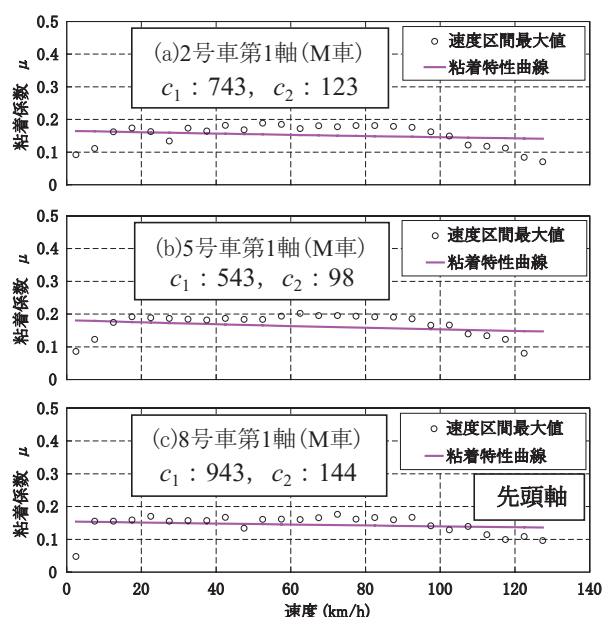 0.5
0.4
0.3
0.2
0.1
0
粘着係数 μ
(a)2号車第1軸(M車)
c1：743，c2：123
速度区間最大値
粘着特性曲線
0.5
0.4
0.3
0.2
0.1
0
粘着係数 μ
(b)5号車第1軸(M車)
c1：543，c2：98
速度区間最大値
粘着特性曲線
0.5
0.4
0.3
0.2
0.1
0
粘着係数 μ
(c)8号車第1軸(M車)
c1：943，c2：144
速度区間最大値
粘着特性曲線
先頭軸
0 20 40 60 80 100 120 140
速度(km/h)